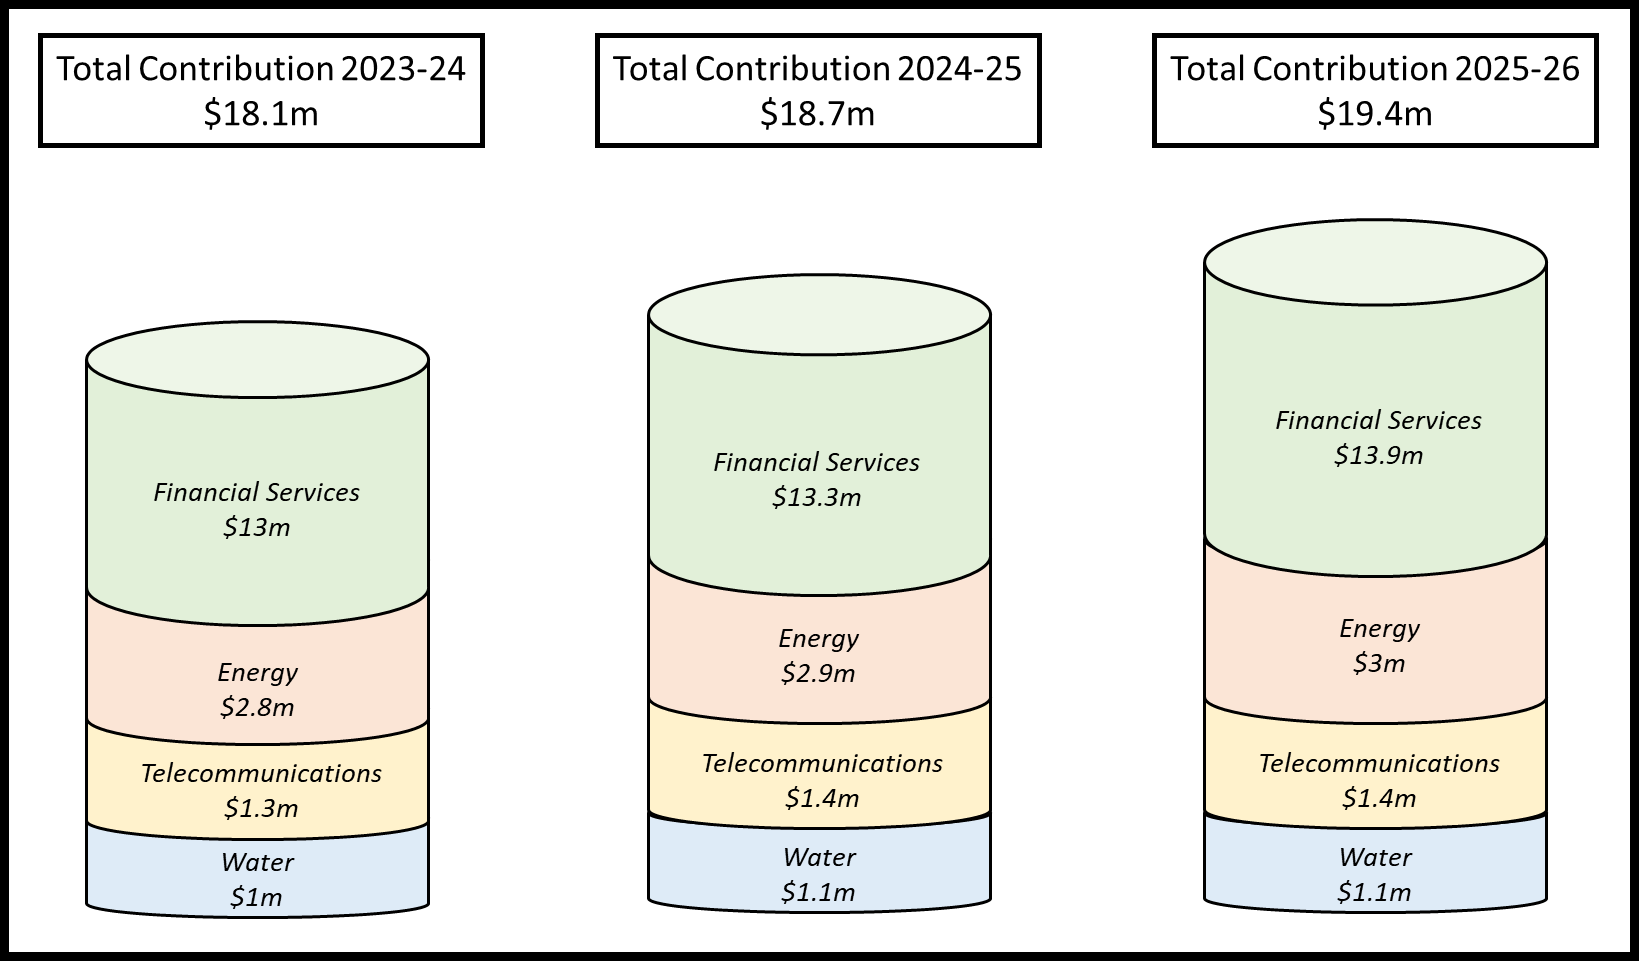 Total Contribution 2023-24
$18.1m
Financial Services
$13m
Energy
$2.8m
Telecommunications
$1.3m
Water
$1m
Total Contribution 2024-25
$18.7m
Financial Services
$13.3m
Energy
$2.9m
Telecommunications
$1.4m
Water
$1.1m
Total Contribution 2025-26
$19.4m
Financial Services
$13.9m
Energy
$3m
Telecommunications
$1.4m
Water
$1.1m